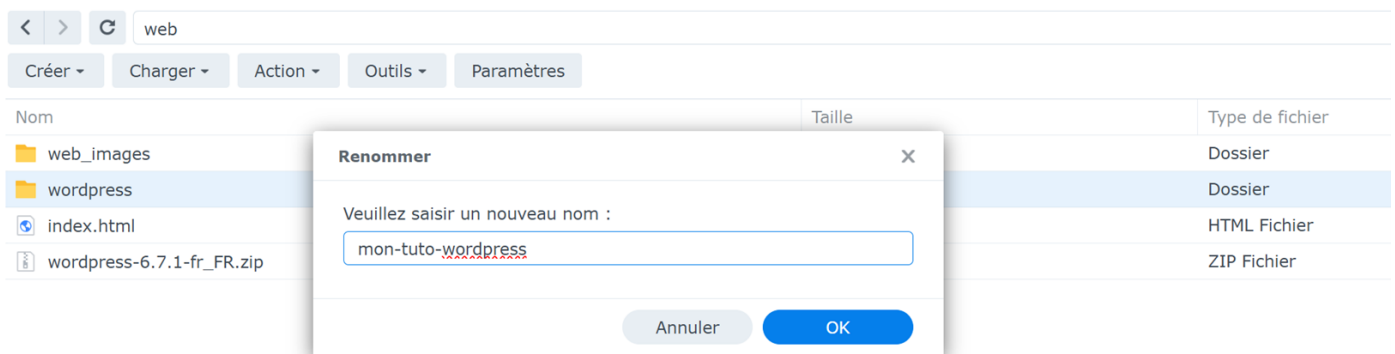 web
Créer Charger Action Outils Paramètres
Nom Taille Type de fichier
web_images Dossier
wordpress Dossier
index.html HTML Fichier
wordpress-6.7.1-fr_FR.zip ZIP Fichier
Renommer
Veuillez saisir un nouveau nom :
mon-tuto-wordpress
Annuler OK